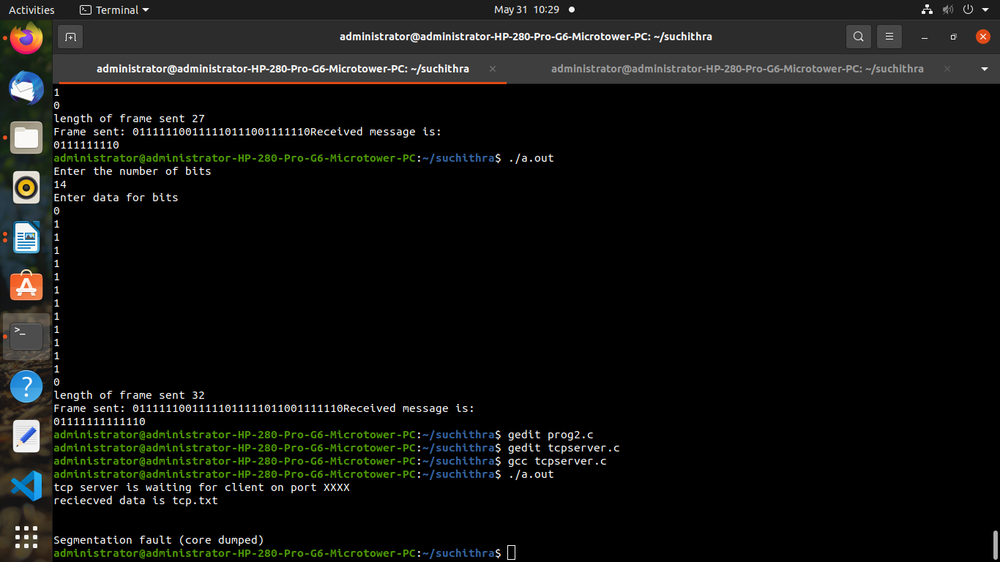 Activities Terminal May 31 10:29
administrator@administrator-HP-280-Pro-G6-Microtower-PC: ~/suchithra
administrator@administrator-HP-280-Pro-G6-Microtower-PC: ~/suchithra administrator@administrator-HP-280-Pro-G6-Microtower-PC: ~/suchithra
1
0
length of frame sent 27
Frame sent: 011111100111110111001111110Received message is:
0111111110
administrator@administrator-HP-280-Pro-G6-Microtower-PC:~/suchithra$ ./a.out
Enter the number of bits
14
Enter data for bits
0
1
1
1
1
1
1
1
1
1
1
1
1
0
length of frame sent 32
Frame sent: 01111110011111011111011001111110Received message is:
01111111111110
administrator@administrator-HP-280-Pro-G6-Microtower-PC:~/suchithra$ gedit prog2.c
administrator@administrator-HP-280-Pro-G6-Microtower-PC:~/suchithra$ gedit tcpserver.c
administrator@administrator-HP-280-Pro-G6-Microtower-PC:~/suchithra$ gcc tcpserver.c
administrator@administrator-HP-280-Pro-G6-Microtower-PC:~/suchithra$ ./a.out
tcp server is waiting for client on port XXXX
reciecved data is tcp.txt
Segmentation fault (core dumped)
administrator@administrator-HP-280-Pro-G6-Microtower-PC:~/suchithra$